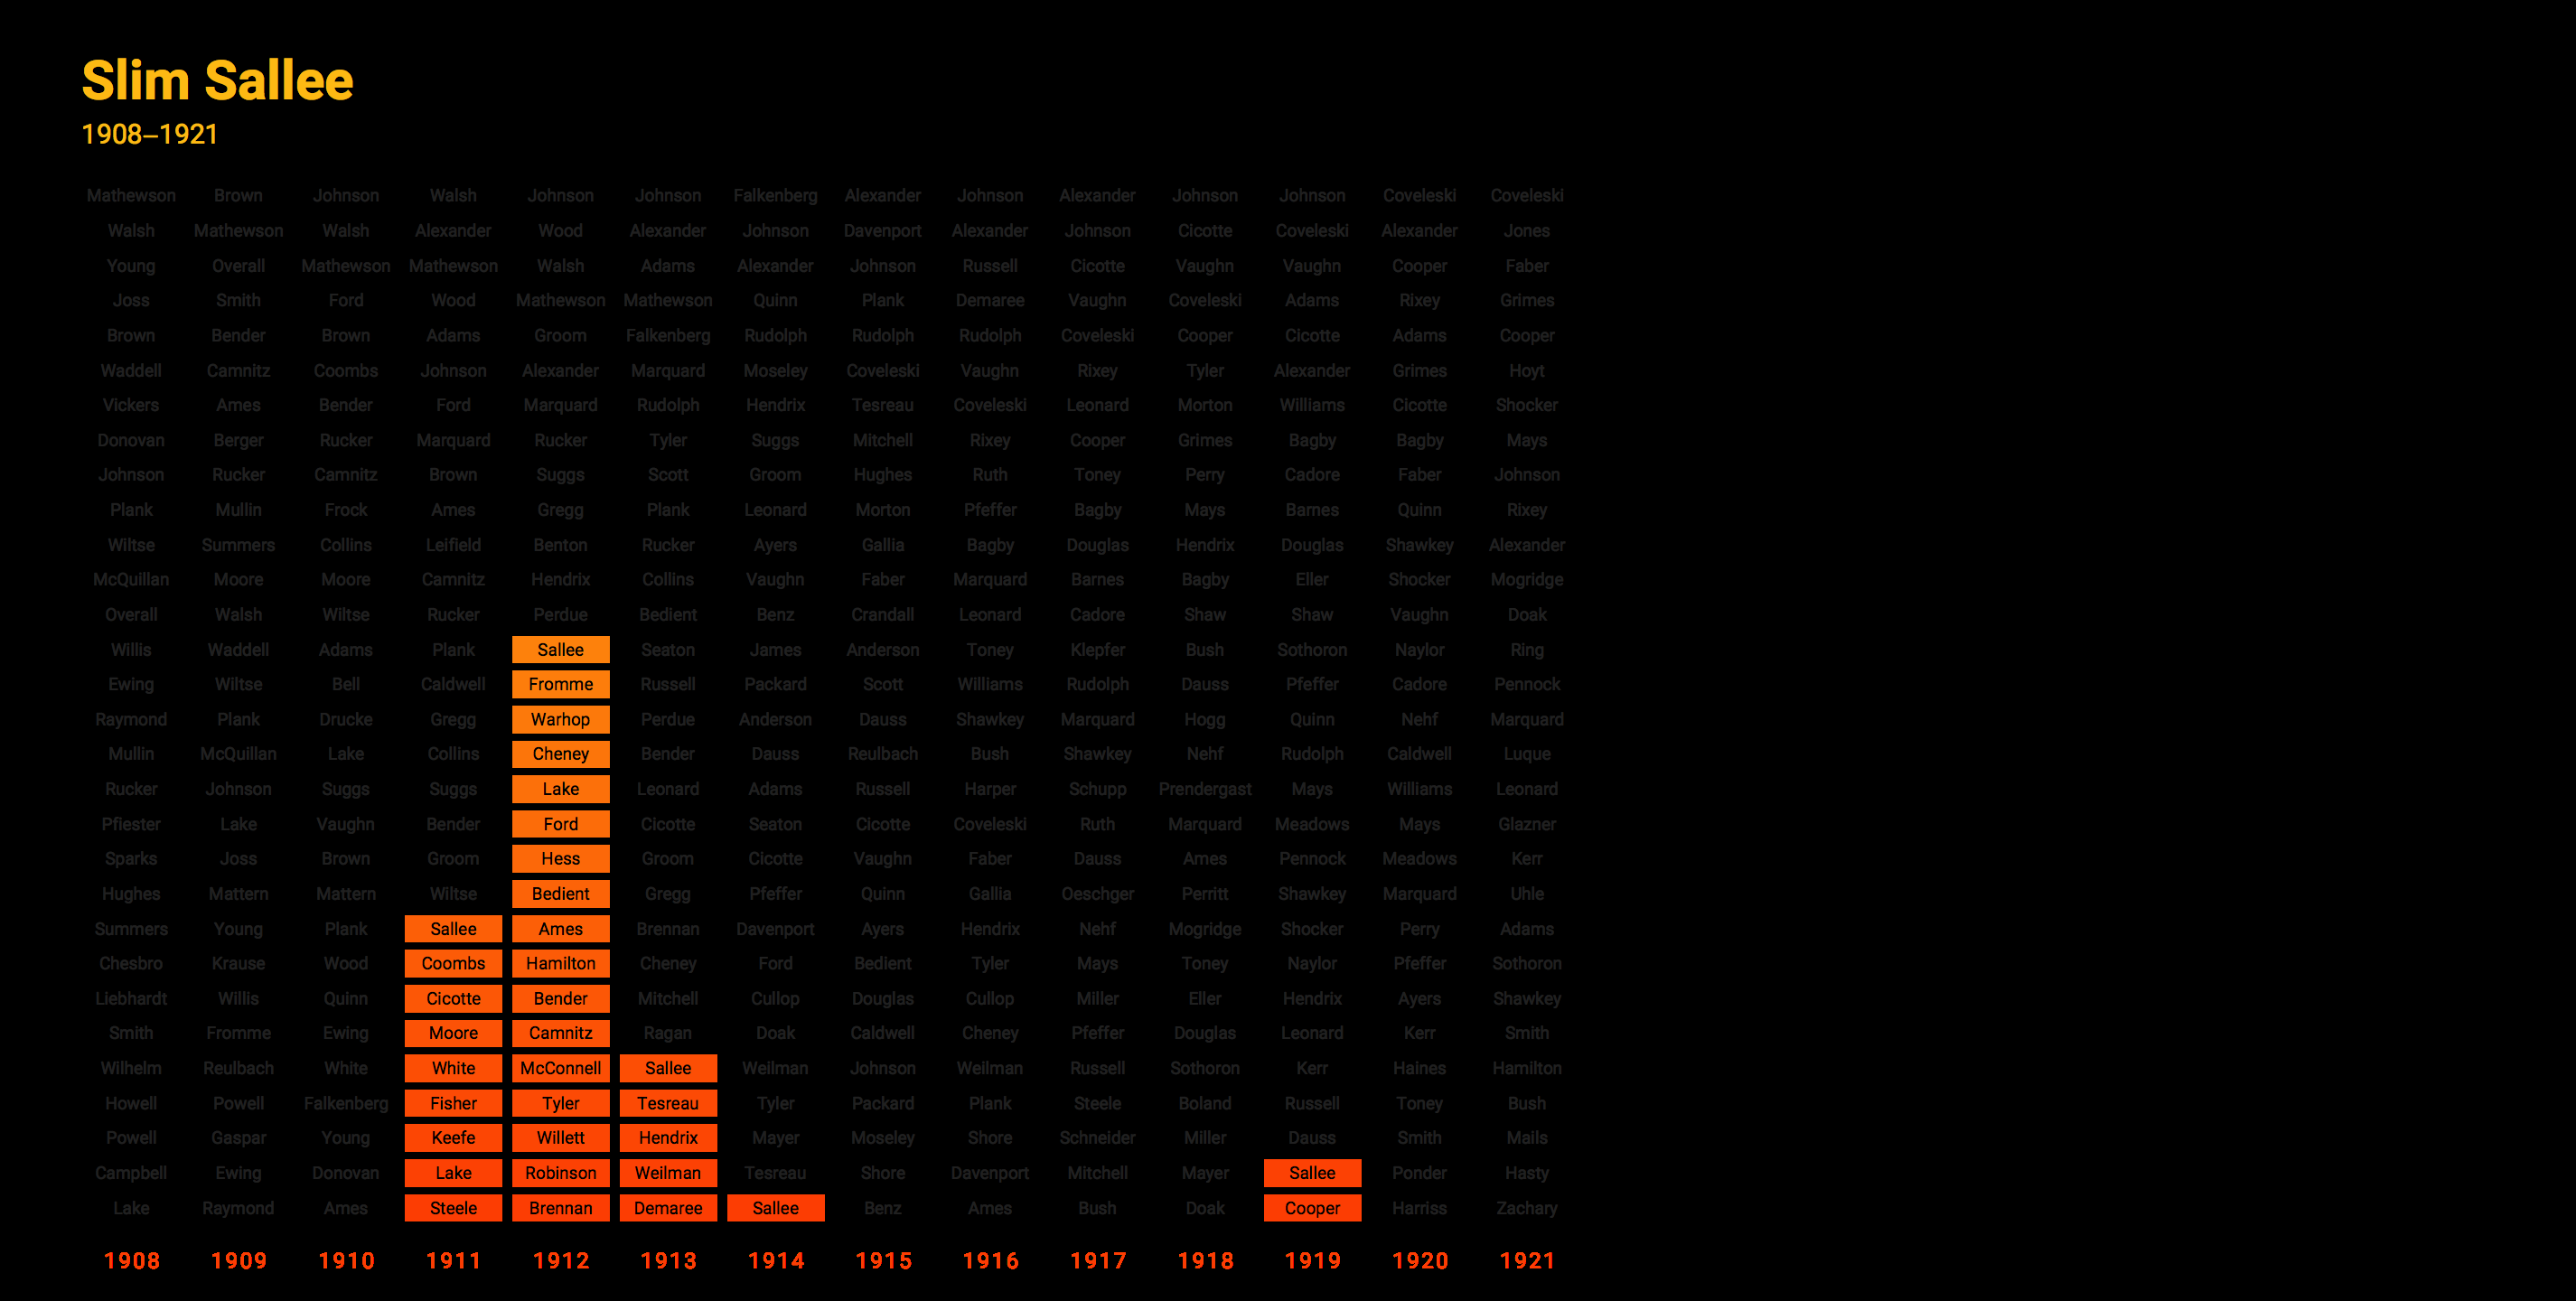 Slim Sallee
1908–1921
Mathewson Brown Johnson Walsh Johnson Johnson Falkenberg Alexander Johnson Alexander Johnson Johnson Coveleski Coveleski
Walsh Mathewson Walsh Alexander Wood Alexander Johnson Davenport Alexander Johnson Cicotte Coveleski Alexander Jones
Young Overall Mathewson Mathewson Walsh Adams Alexander Johnson Russell Cicotte Vaughn Vaughn Cooper Faber
Joss Smith Ford Wood Mathewson Mathewson Quinn Plank Demaree Vaughn Coveleski Adams Rixey Grimes
Brown Bender Brown Adams Groom Falkenberg Rudolph Rudolph Rudolph Coveleski Cooper Cicotte Adams Cooper
Waddell Camnitz Coombs Johnson Alexander Marquard Moseley Coveleski Vaughn Rixey Tyler Alexander Grimes Hoyt
Vickers Ames Bender Ford Marquard Rudolph Hendrix Tesreau Coveleski Leonard Morton Williams Cicotte Shocker
Donovan Berger Rucker Marquard Rucker Tyler Suggs Mitchell Rixey Cooper Grimes Bagby Bagby Mays
Johnson Rucker Camnitz Brown Suggs Scott Groom Hughes Ruth Toney Perry Cadore Faber Johnson
Plank Mullin Frock Ames Gregg Plank Leonard Morton Pfeffer Bagby Mays Barnes Quinn Rixey
Wiltse Summers Collins Leifield Benton Rucker Ayers Gallia Bagby Douglas Hendrix Douglas Shawkey Alexander
McQuillan Moore Moore Camnitz Hendrix Collins Vaughn Faber Marquard Barnes Bagby Eller Shocker Mogridge
Overall Walsh Wiltse Rucker Perdue Bedient Benz Crandall Leonard Cadore Shaw Shaw Vaughn Doak
Willis Waddell Adams Plank Sallee Seaton James Anderson Toney Klepfer Bush Sothoron Naylor Ring
Ewing Wiltse Bell Caldwell Fromme Russell Packard Scott Williams Rudolph Dauss Pfeffer Cadore Pennock
Raymond Plank Drucke Gregg Warhop Perdue Anderson Dauss Shawkey Marquard Hogg Quinn Nehf Marquard
Mullin McQuillan Lake Collins Cheney Bender Dauss Reulbach Bush Shawkey Nehf Rudolph Caldwell Luque
Rucker Johnson Suggs Suggs Lake Leonard Adams Russell Harper Schupp Prendergast Mays Williams Leonard
Pfiester Lake Vaughn Bender Ford Cicotte Seaton Cicotte Coveleski Ruth Marquard Meadows Mays Glazner
Sparks Joss Brown Groom Hess Groom Cicotte Vaughn Faber Dauss Ames Pennock Meadows Kerr
Hughes Mattern Mattern Wiltse Bedient Gregg Pfeffer Quinn Gallia Oeschger Perritt Shawkey Marquard Uhle
Summers Young Plank Sallee Ames Brennan Davenport Ayers Hendrix Nehf Mogridge Shocker Perry Adams
Chesbro Krause Wood Coombs Hamilton Cheney Ford Bedient Tyler Mays Toney Naylor Pfeffer Sothoron
Liebhardt Willis Quinn Cicotte Bender Mitchell Cullop Douglas Cullop Miller Eller Hendrix Ayers Shawkey
Smith Fromme Ewing Moore Camnitz Ragan Doak Caldwell Cheney Pfeffer Douglas Leonard Kerr Smith
Wilhelm Reulbach White White McConnell Sallee Weilman Johnson Weilman Russell Sothoron Kerr Haines Hamilton
Howell Powell Falkenberg Fisher Tyler Tesreau Tyler Packard Plank Steele Boland Russell Toney Bush
Powell Gaspar Young Keefe Willett Hendrix Mayer Moseley Shore Schneider Miller Dauss Smith Mails
Campbell Ewing Donovan Lake Robinson Weilman Tesreau Shore Davenport Mitchell Mayer Sallee Ponder Hasty
Lake Raymond Ames Steele Brennan Demaree Sallee Benz Ames Bush Doak Cooper Harriss Zachary
1908 1909 1910 1911 1912 1913 1914 1915 1916 1917 1918 1919 1920 1921